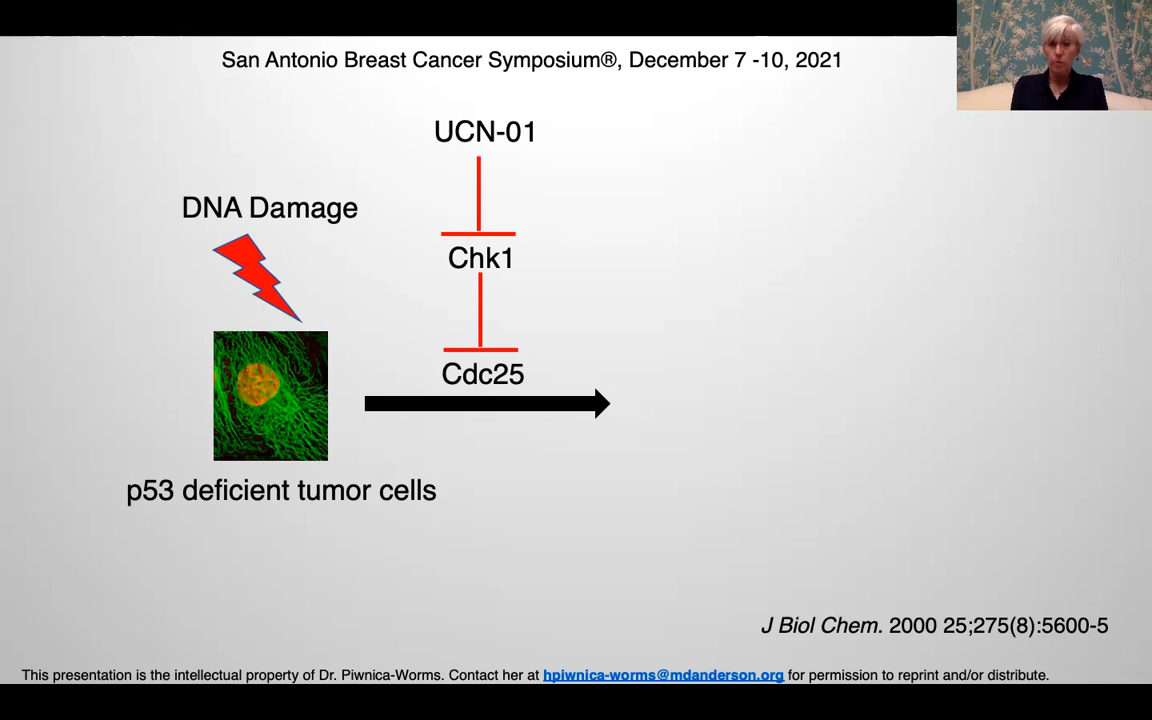 San Antonio Breast Cancer Symposium®, December 7 -10, 2021
UCN-01
DNA Damage
Chk1
Cdc25
p53 deficient tumor cells
J Biol Chem. 2000 25;275(8):5600-5
This presentation is the intellectual property of Dr. Piwnica-Worms. Contact her at hpiwnica-worms@mdanderson.org for permission to reprint and/or distribute.